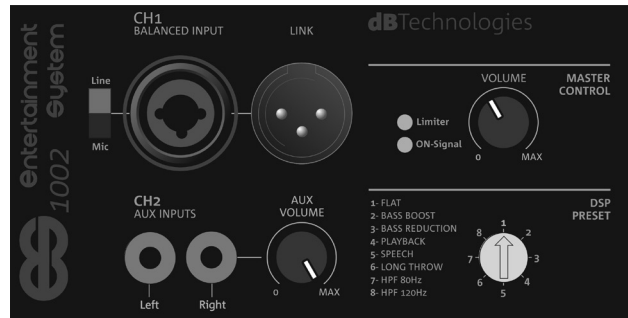 entertainment
System
ES 1002
CH1
BALANCED INPUT
LINK
Line
Mic
dBTechnologies
VOLUME
MASTER
CONTROL
Limiter
ON-Signal
0
MAX
CH2
AUX INPUTS
AUX
VOLUME
Left
Right
0
MAX
1- FLAT
2- BASS BOOST
3- BASS REDUCTION
4- PLAYBACK
5- SPEECH
6- LONG THROW
7- HPF 80Hz
8- HPF 120Hz
DSP
PRESET
1
2
3
4
5
6
7
8